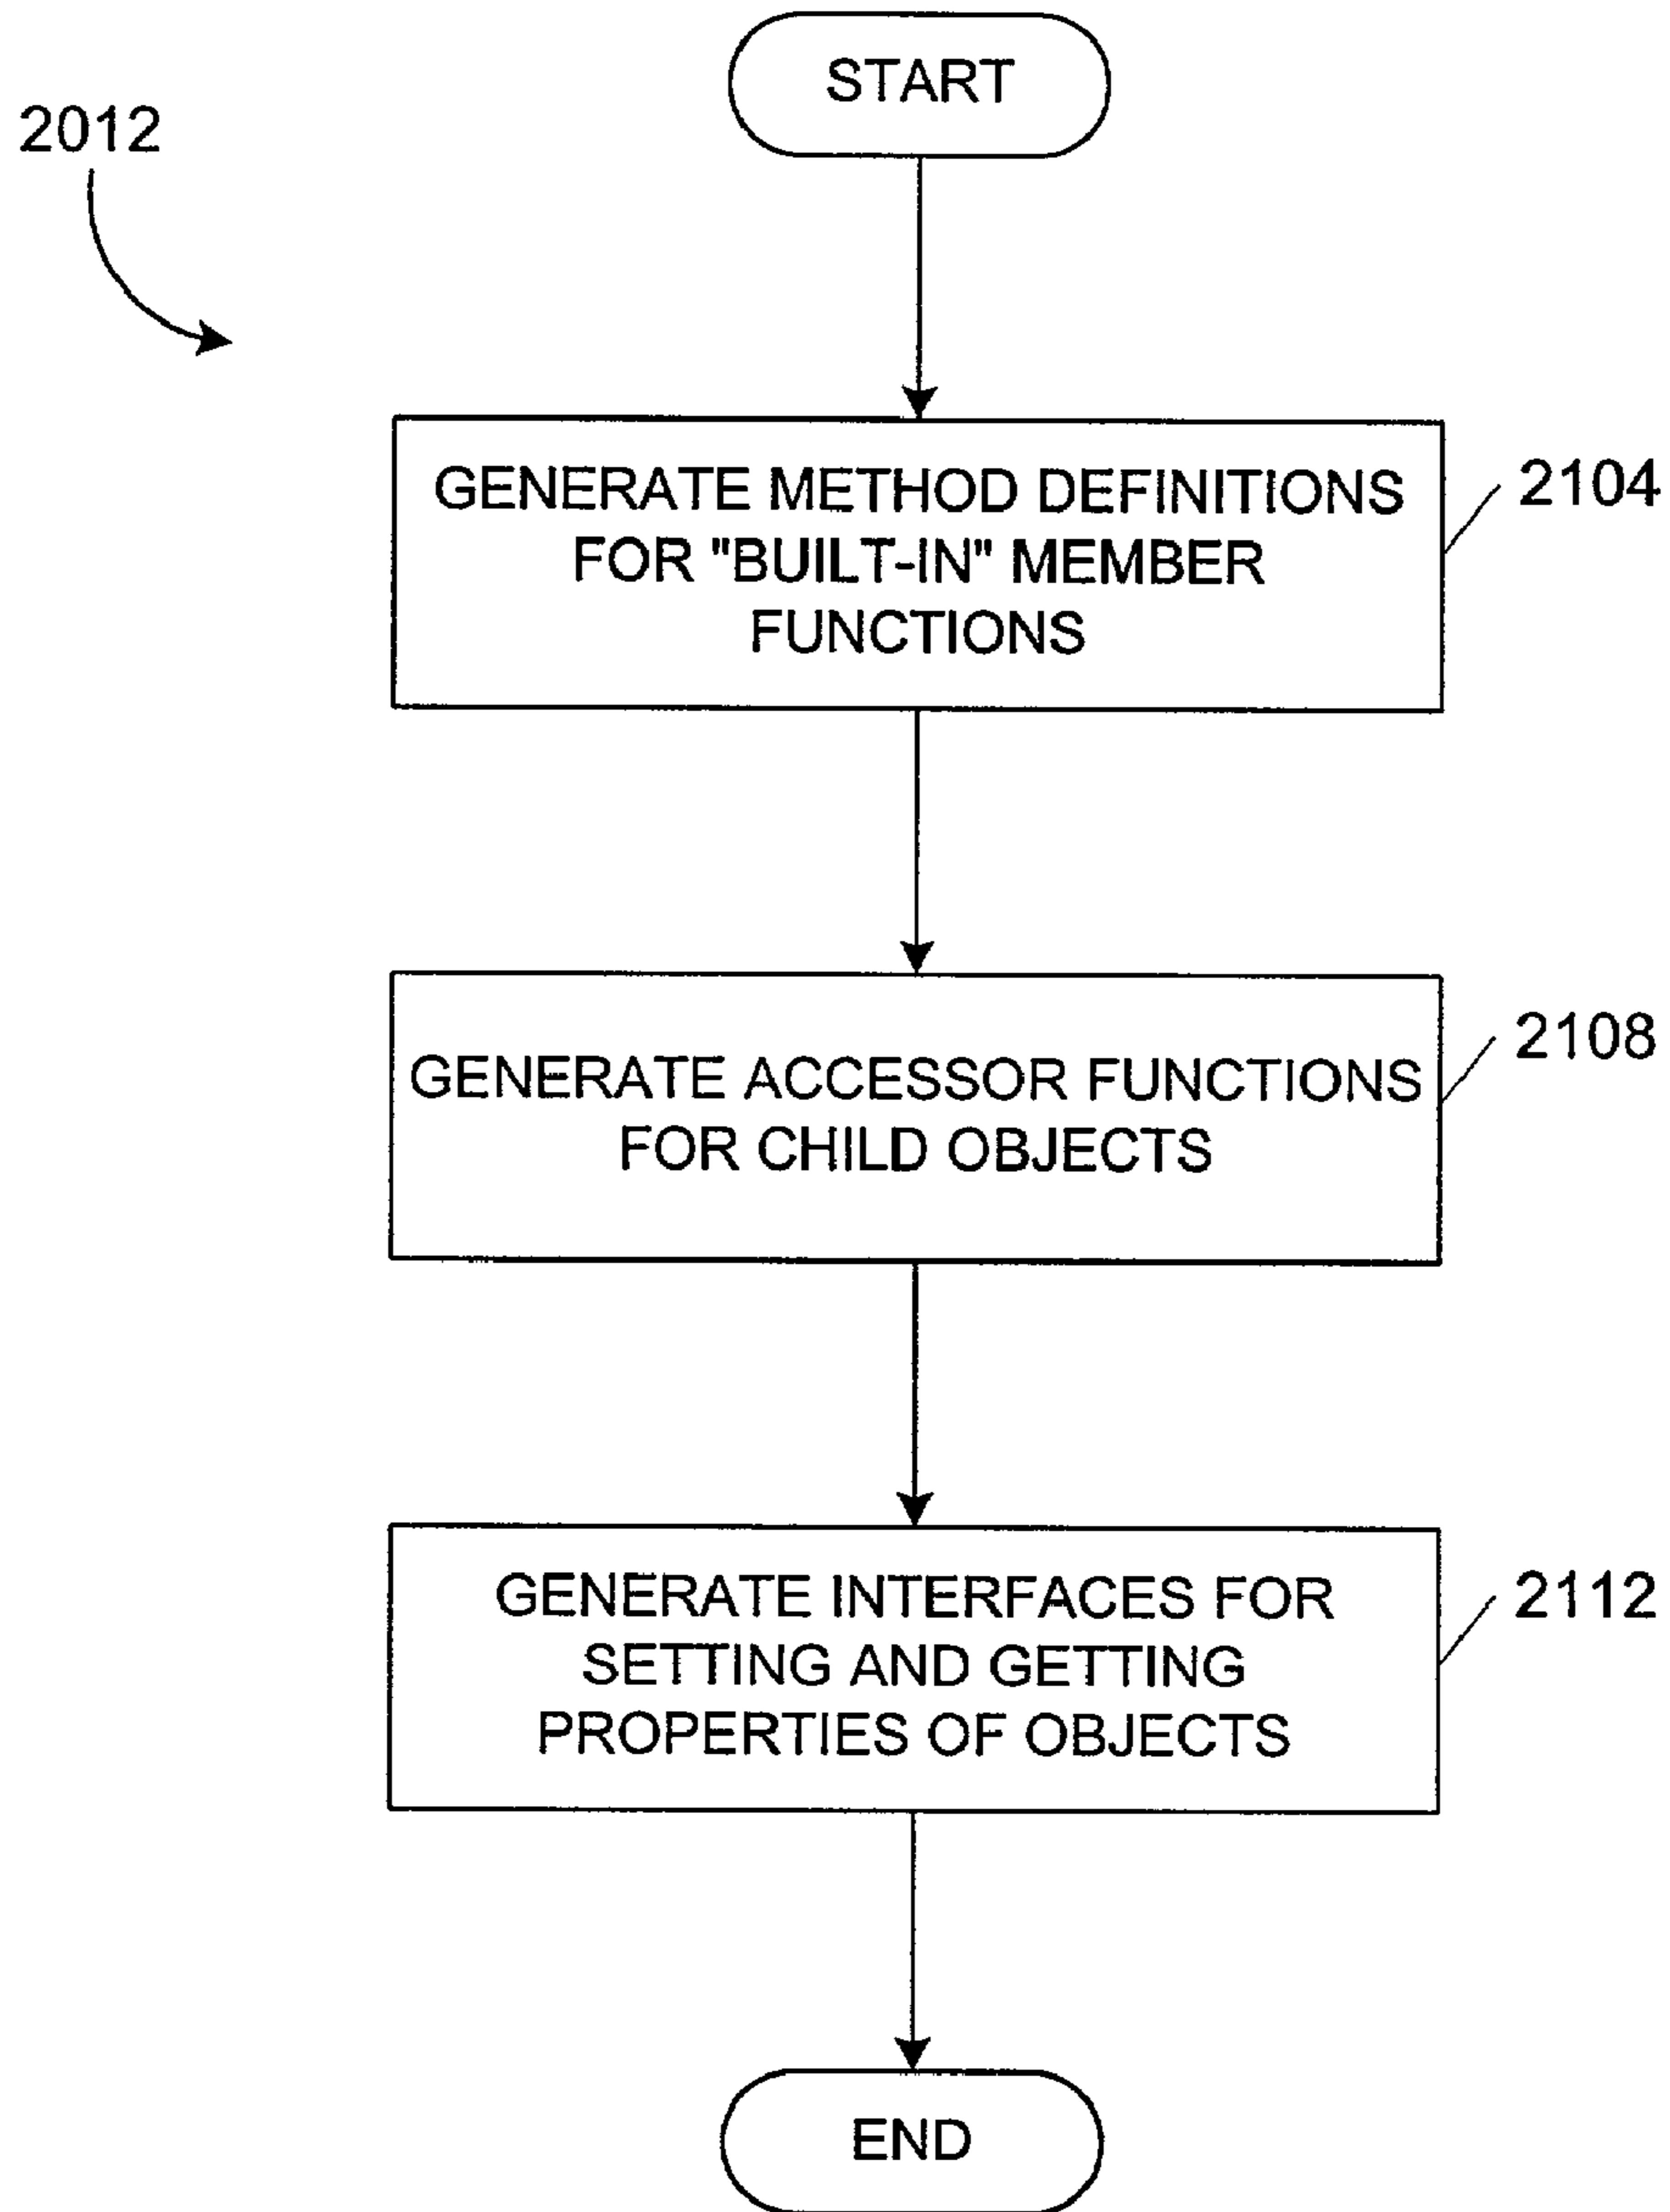 START
2012
GENERATE METHOD DEFINITIONS
FOR "BUILT-IN" MEMBER
FUNCTIONS
2104
GENERATE ACCESSOR FUNCTIONS
FOR CHILD OBJECTS
2108
GENERATE INTERFACES FOR
SETTING AND GETTING
PROPERTIES OF OBJECTS
2112
END